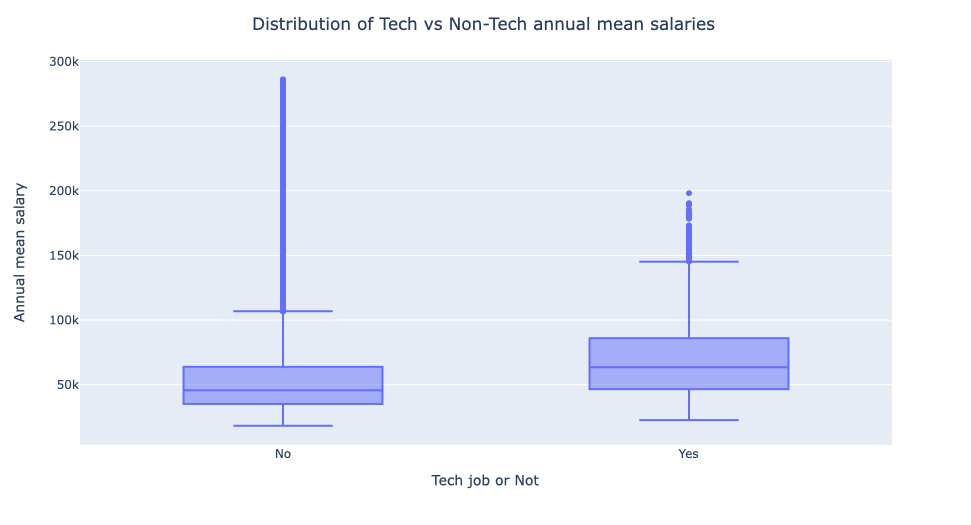 Distribution of Tech vs Non-Tech annual mean salaries
300k
250k
200k
150k
100k
50k
Annual mean salary
No
Yes
Tech job or Not